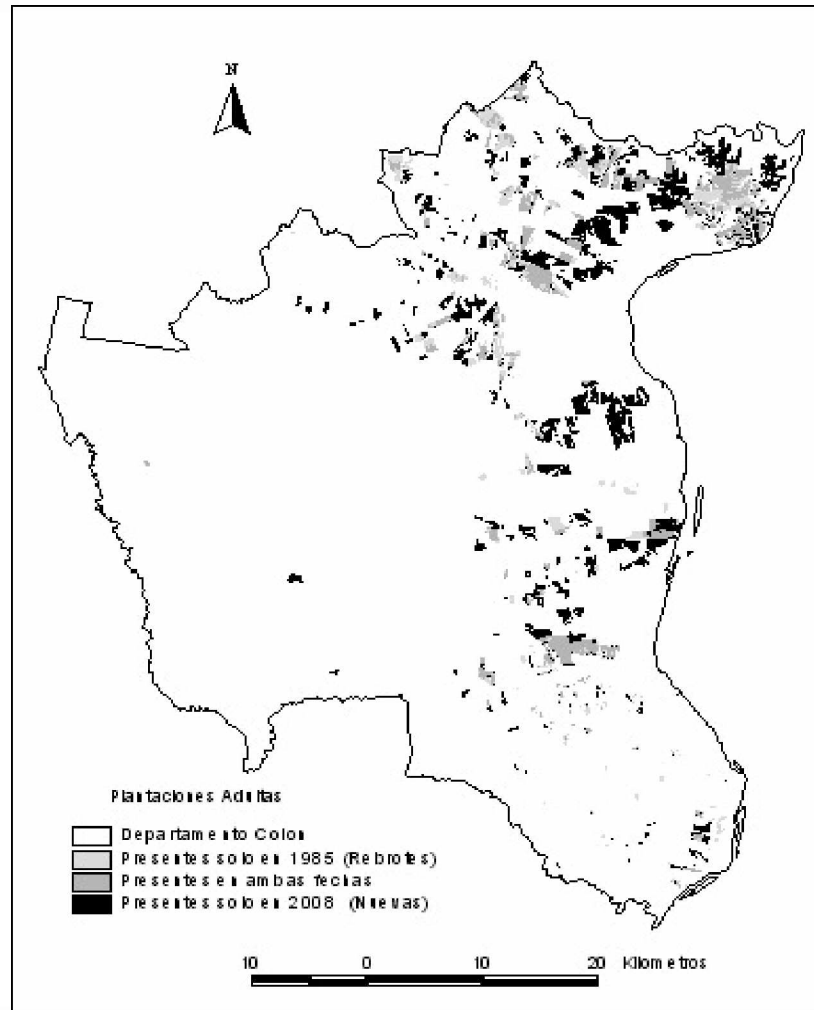 N
Plantaciones Adultas
Departamento Colon
Presentes solo en 1985 (Rebrotes)
Presentes en ambas fechas
Presentes solo en 2008 (Nuevas)
10 0 10 20 Kilometros